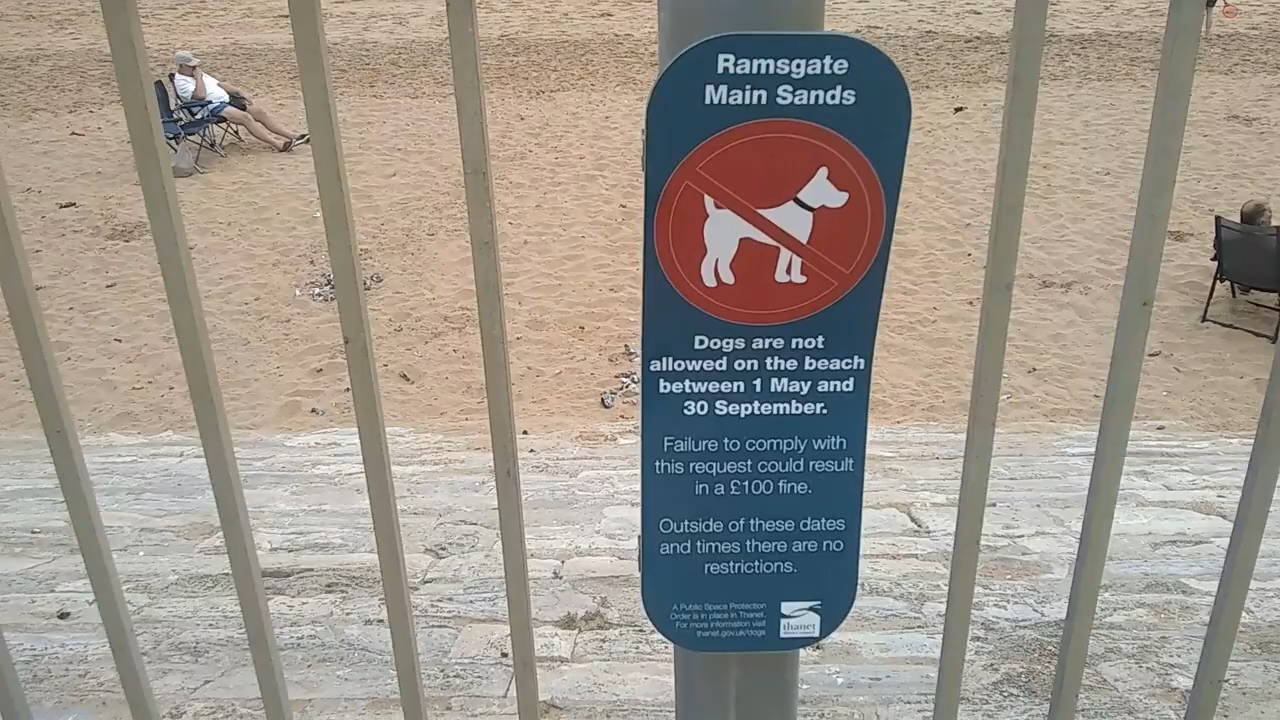 Ramsgate
Main Sands
Dogs are not
allowed on the beach
between 1 May and
30 September.
Failure to comply with
this request could result
in a £100 fine.
Outside of these dates
and times there are no
restrictions.
A Public Space Protection
Order is in place in Thanet.
For more information visit
thanet.gov.uk/dogs
thanet